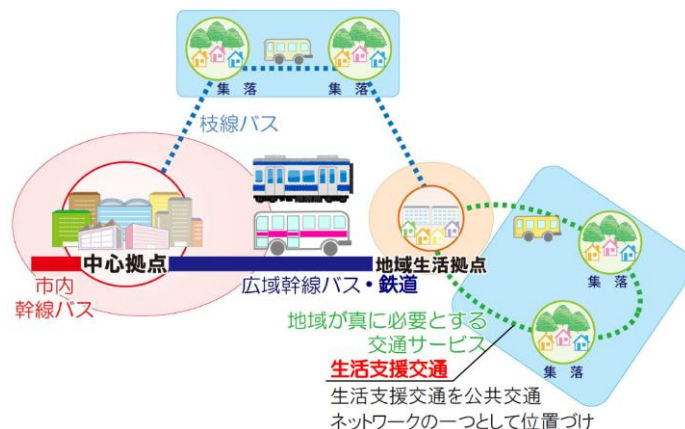 集 落
集 落
枝線バス
中心拠点
地域生活拠点
市内
幹線バス
広域幹線バス・鉄道
集 落
地域が真に必要とする
交通サービス
生活支援交通
集 落
生活支援交通を公共交通
ネットワークの一つとして位置づけ